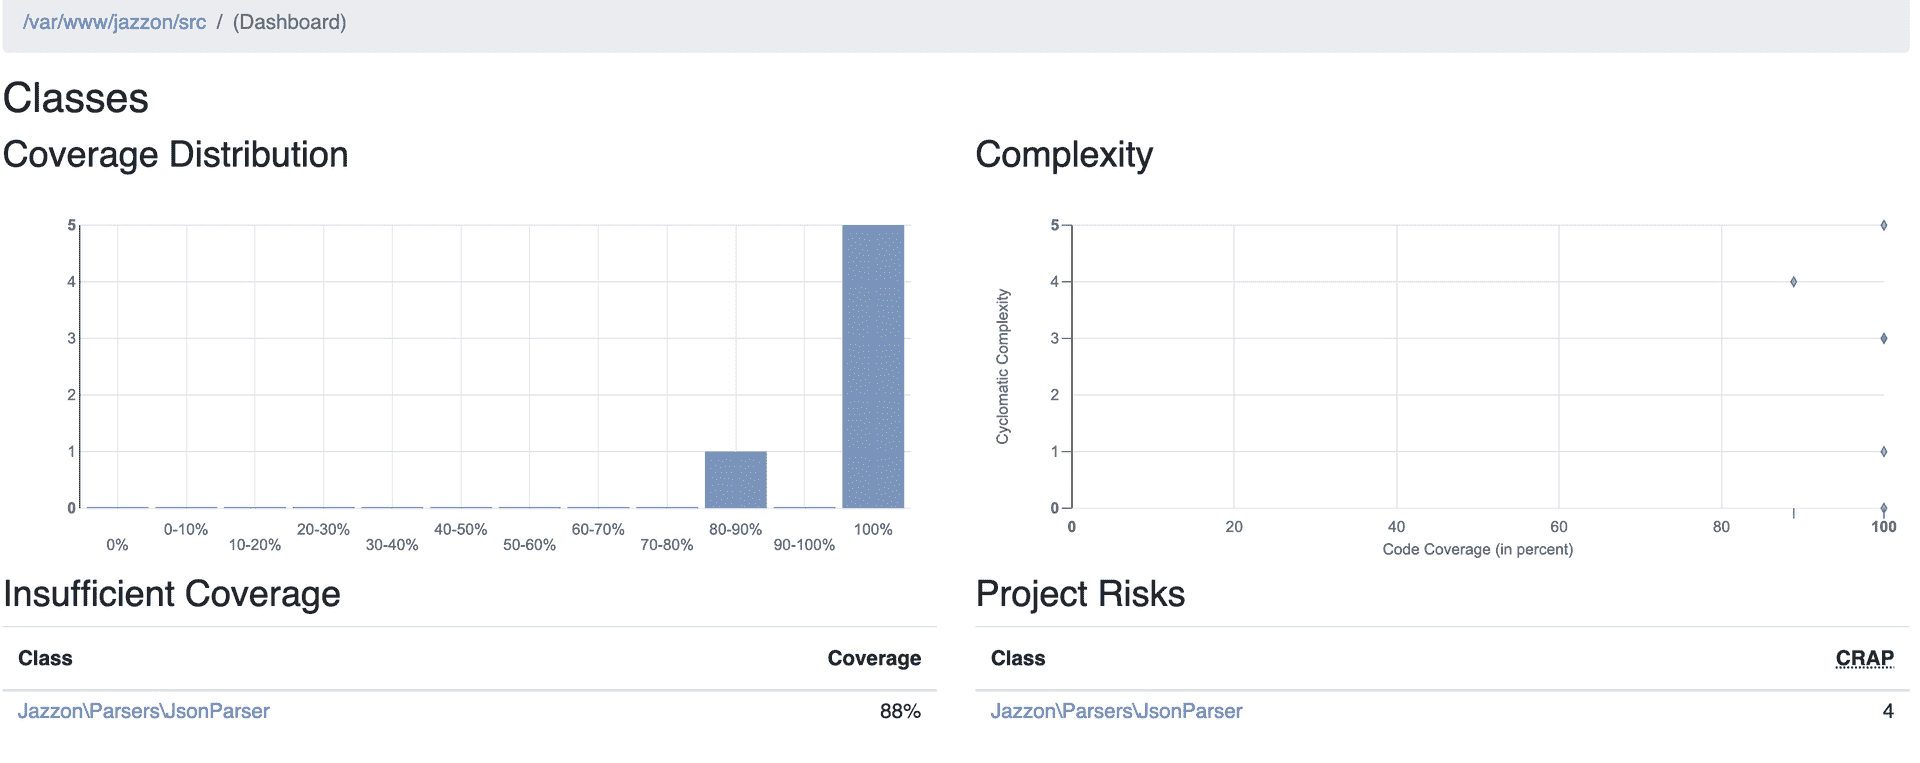 /var/www/jazzon/src / (Dashboard)
Classes
Coverage Distribution
5
4
3
2
1
0
0%
0-10%
10-20%
20-30%
30-40%
40-50%
50-60%
60-70%
70-80%
80-90%
90-100%
100%
Complexity
Cyclomatic Complexity
5
4
3
2
1
0
0
20
40
60
80
100
Code Coverage (in percent)
Insufficient Coverage
Class Coverage
Jazzon\Parsers\JsonParser 88%
Project Risks
Class CRAP
Jazzon\Parsers\JsonParser 4